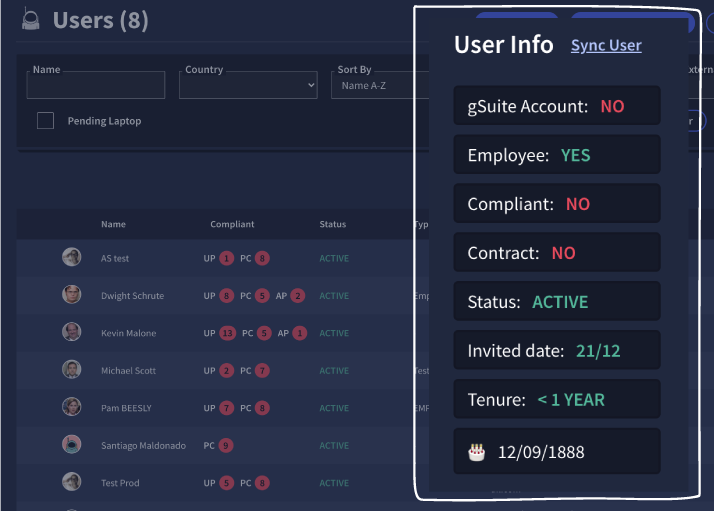 Users (8)
User Info Sync User
Name
Country
Sort By
Name A-Z
Pending Laptop
gSuite Account: NO
Employee: YES
Compliant: NO
Contract: NO
Status: ACTIVE
Invited date: 21/12
Tenure: < 1 YEAR
12/09/1888
Name Compliant Status
AS test UP 1 PC 8 ACTIVE
Dwight Schrute UP 8 PC 5 AP 2 ACTIVE
Kevin Malone UP 13 PC 5 AP 1 ACTIVE
Michael Scott UP 2 PC 7 ACTIVE Test
Pam BEESLY UP 7 PC 8 ACTIVE
Santiago Maldonado PC 9 ACTIVE
Test Prod UP 5 PC 8 ACTIVE